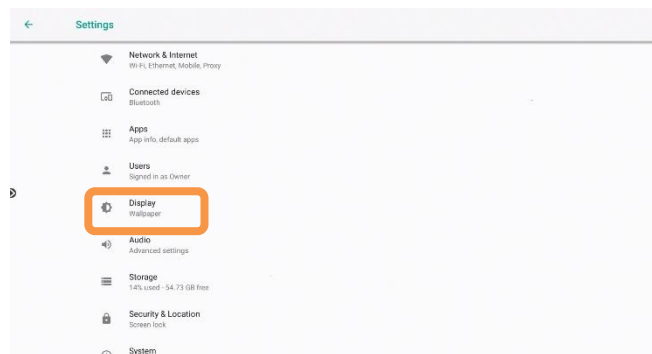 Settings
Network & Internet
Wi-Fi, Ethernet, Mobile, Proxy
Connected devices
Bluetooth
Apps
App info, default apps
Users
Signed in as Owner
Display
Wallpaper
Audio
Advanced settings
Storage
14% used - 54.73 GB free
Security & Location
Screen lock
System